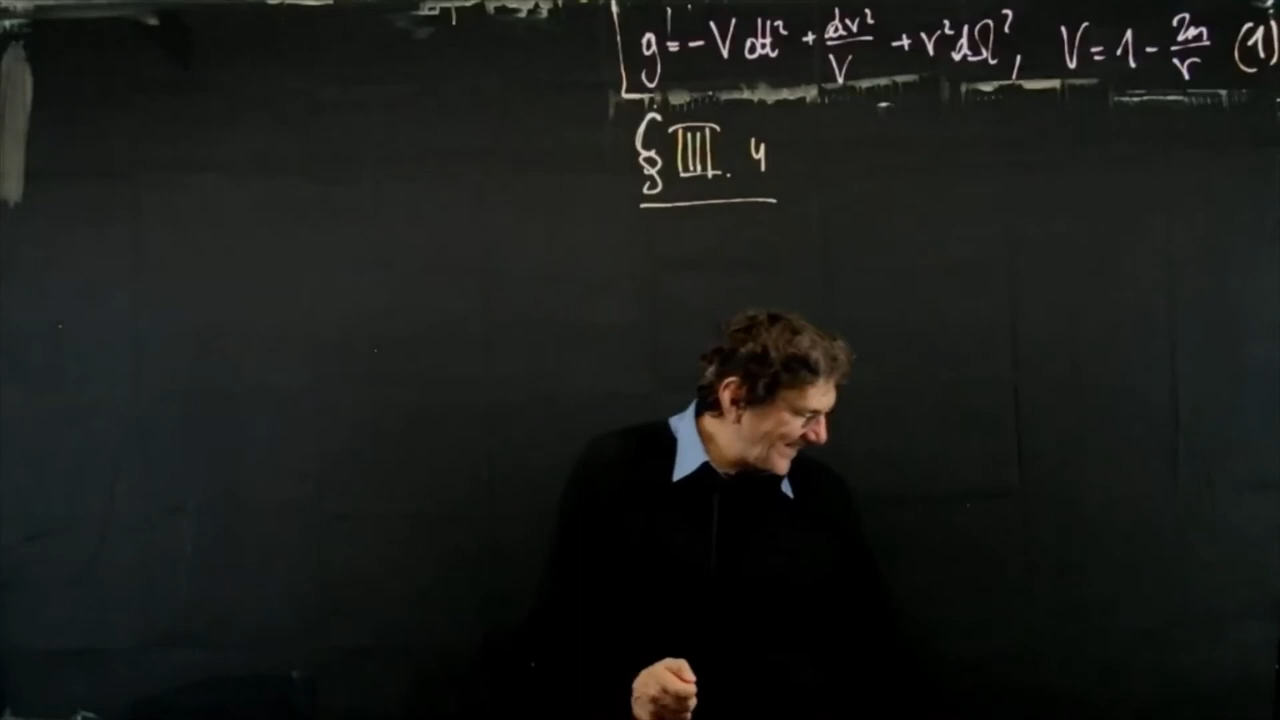 g = -V dt² + dr²/V + r²dΩ², V = 1 - 2m/r (1)
§ III. 4